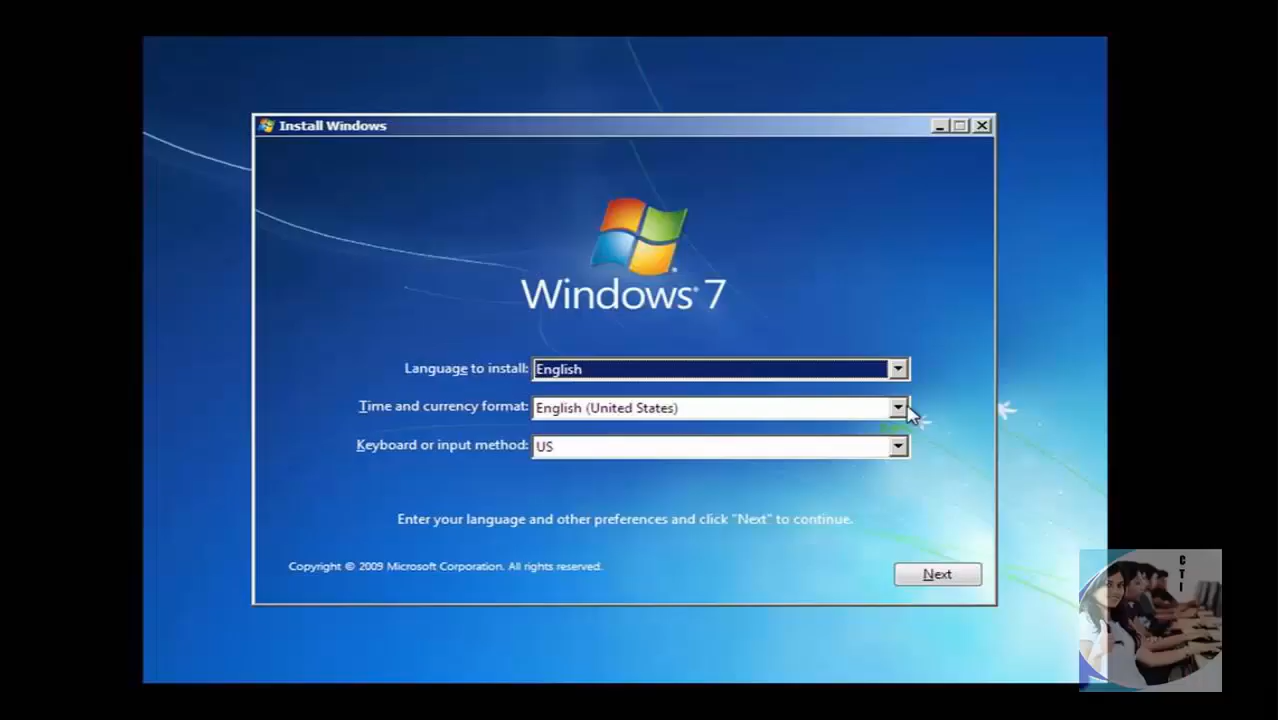 Install Windows
Windows 7
Language to install: English
Time and currency format: English (United States)
Keyboard or input method: US
Enter your language and other preferences and click "Next" to continue.
Copyright © 2009 Microsoft Corporation. All rights reserved.
Next
C
T
I